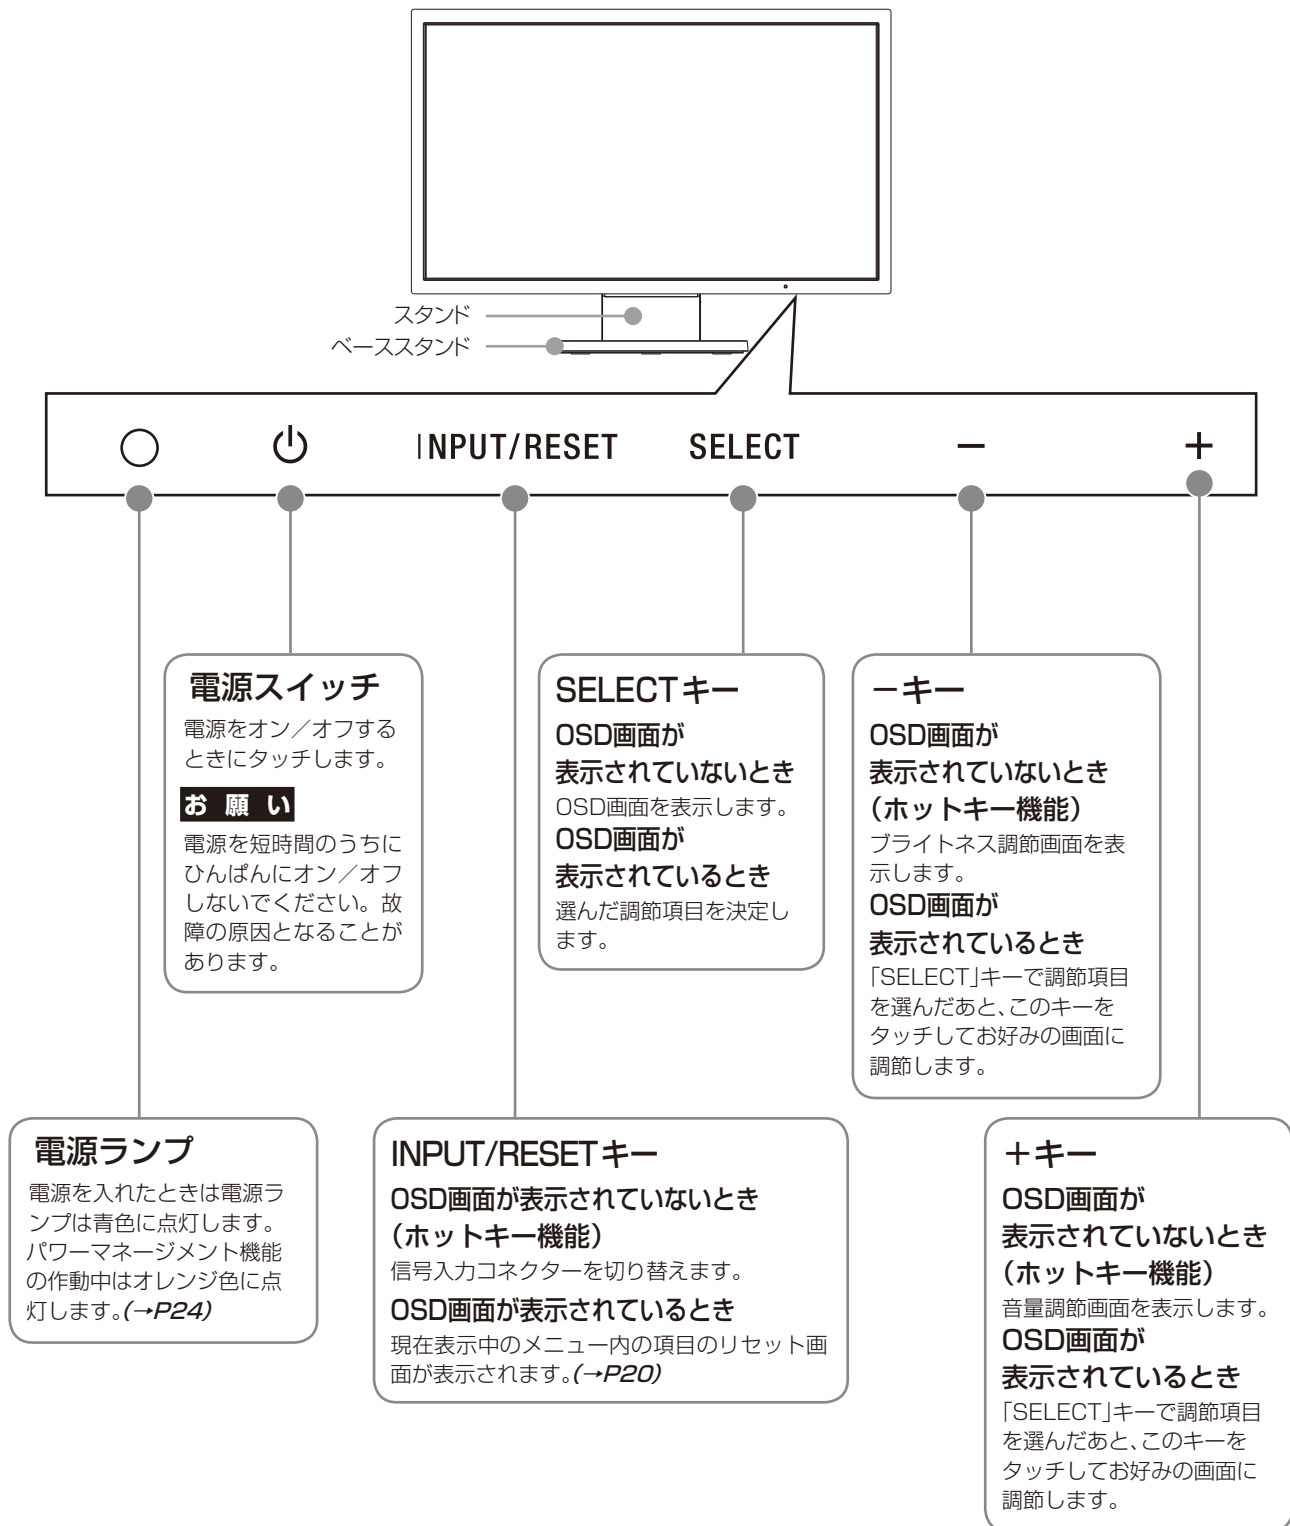 スタンド
ベーススタンド
INPUT/RESET
SELECT
－
＋
電源スイッチ
電源をオン／オフする
ときにタッチします。
お 願 い
電源を短時間のうちに
ひんぱんにオン／オフ
しないでください。故
障の原因となることが
あります。
SELECTキー
OSD画面が
表示されていないとき
OSD画面を表示します。
OSD画面が
表示されているとき
選んだ調節項目を決定し
ます。
－キー
OSD画面が
表示されていないとき
（ホットキー機能）
ブライトネス調節画面を表
示します。
OSD画面が
表示されているとき
「SELECT」キーで調節項目
を選んだあと、このキーを
タッチしてお好みの画面に
調節します。
電源ランプ
電源を入れたときは電源ラ
ンプは青色に点灯します。
パワーマネージメント機能
の作動中はオレンジ色に点
灯します。(→P24)
INPUT/RESETキー
OSD画面が表示されていないとき
（ホットキー機能）
信号入力コネクターを切り替えます。
OSD画面が表示されているとき
現在表示中のメニュー内の項目のリセット画
面が表示されます。(→P20)
＋キー
OSD画面が
表示されていないとき
（ホットキー機能）
音量調節画面を表示します。
OSD画面が
表示されているとき
「SELECT」キーで調節項目
を選んだあと、このキーを
タッチしてお好みの画面に
調節します。